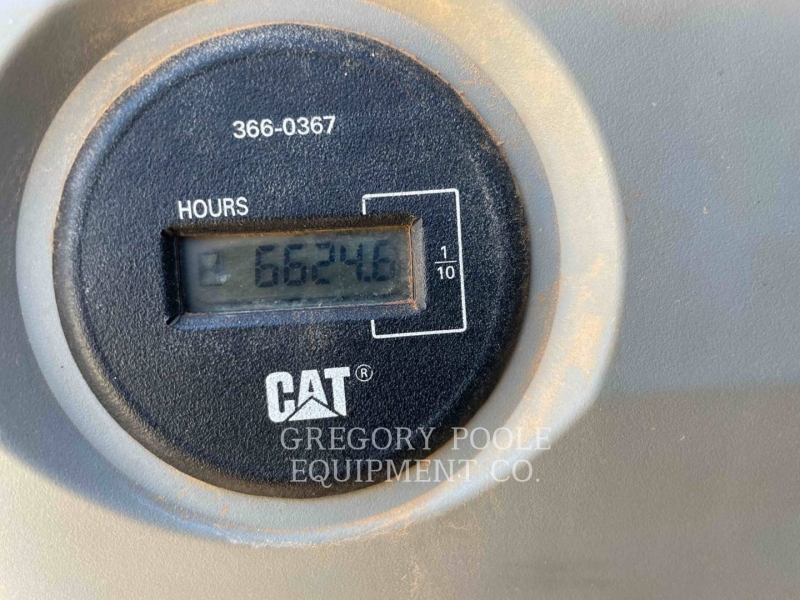 366-0367
HOURS
6624.6
1
10
CAT®
GREGORY POOLE
EQUIPMENT CO.